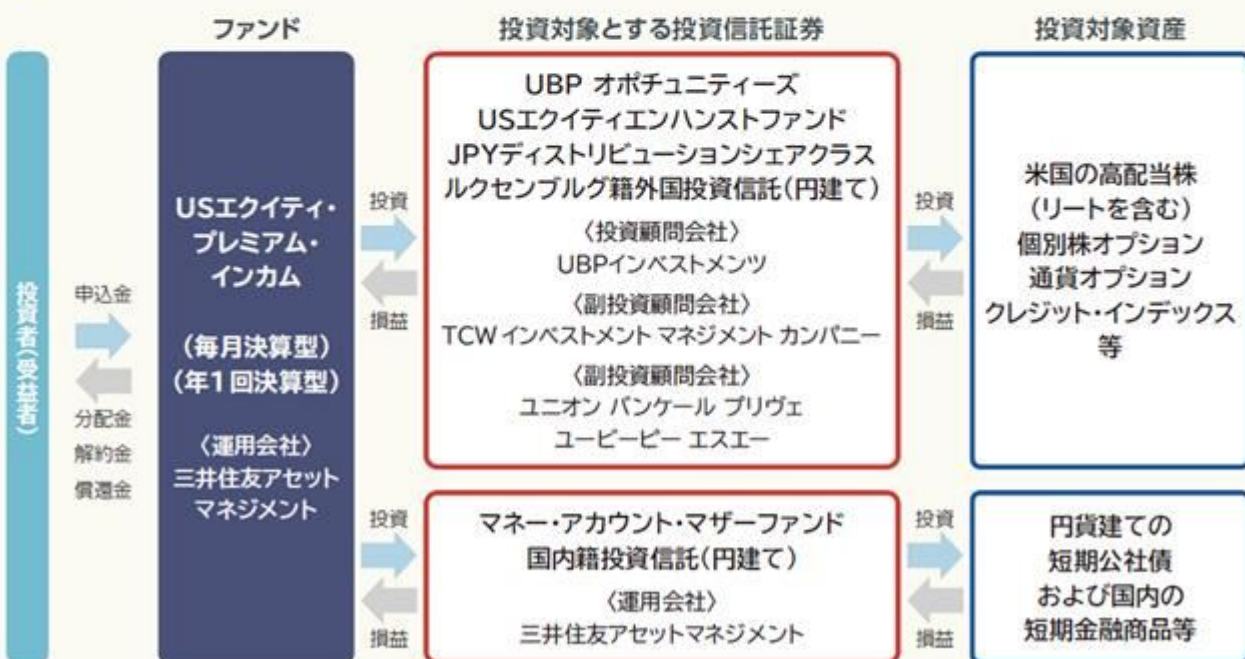 ファンド
投資対象とする投資信託証券
投資対象資産
投資者(受益者)
申込金
分配金
解約金
償還金
USエクイティ・
プレミアム・
インカム
(毎月決算型)
(年1回決算型)
〈運用会社〉
三井住友アセット
マネジメント
投資
損益
UBP オポチュニティーズ
USエクイティエンハンストファンド
JPYディストリビューションシェアクラス
ルクセンブルグ籍外国投資信託(円建て)
〈投資顧問会社〉
UBPインベストメンツ
〈副投資顧問会社〉
TCW インベストメント マネジメント カンパニー
〈副投資顧問会社〉
ユニオン バンケール プリヴェ
ユービーピー エスエー
投資
損益
米国の高配当株
(リートを含む)
個別株オプション
通貨オプション
クレジット・インデックス
等
投資
損益
マネー・アカウント・マザーファンド
国内籍投資信託(円建て)
〈運用会社〉
三井住友アセットマネジメント
投資
損益
円貨建ての
短期公社債
および国内の
短期金融商品等